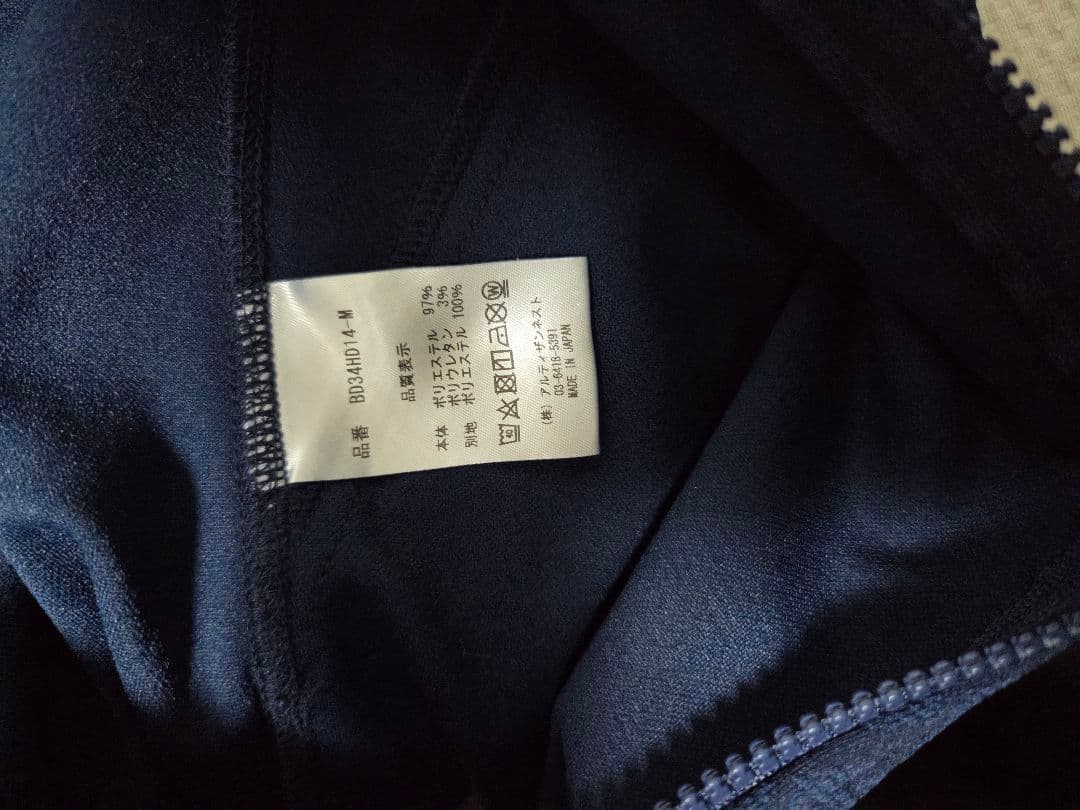 品番 BD34HD14-M
品質表示
本体 ポリエステル 97%
ポリウレタン 3%
別地 ポリエステル 100%
40 W
(株) アルティザンネスト
03-6416-5391
MADE IN JAPAN